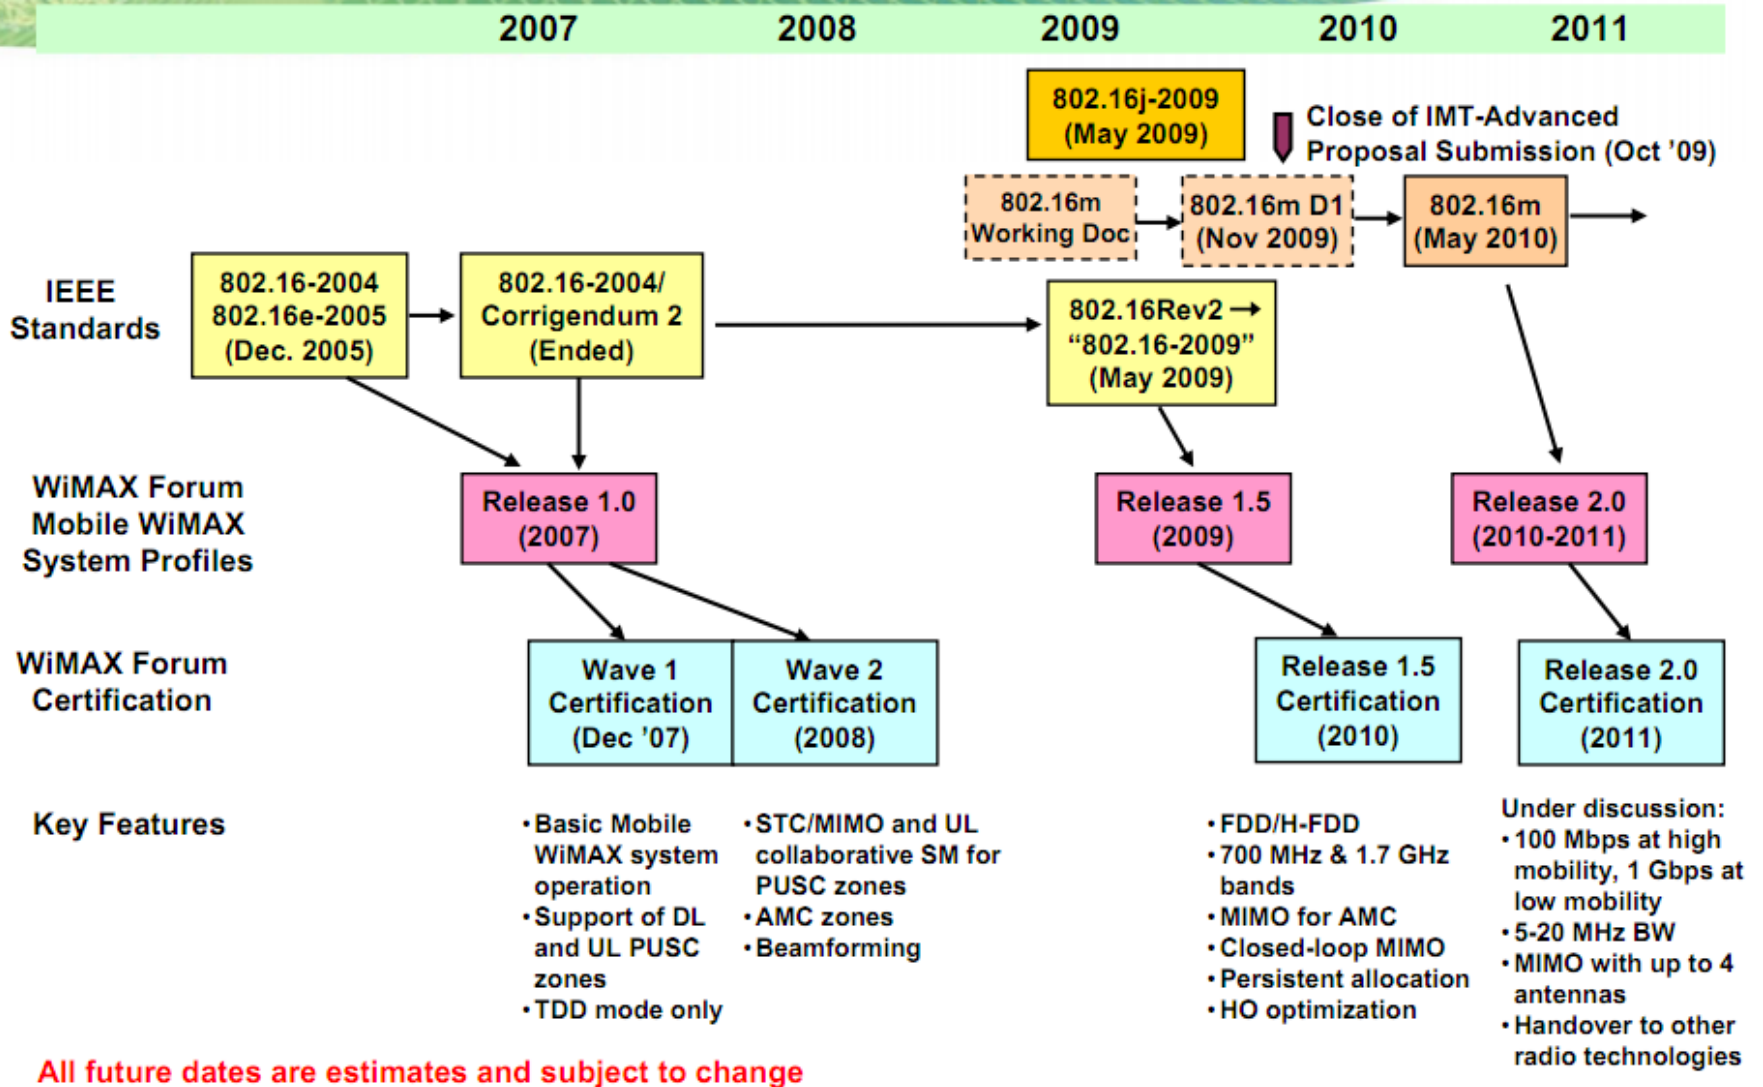 2007 2008 2009 2010 2011
802.16j-2009
(May 2009)
Close of IMT-Advanced
Proposal Submission (Oct ’09)
802.16m
Working Doc
802.16m D1
(Nov 2009)
802.16m
(May 2010)
IEEE
Standards
802.16-2004
802.16e-2005
(Dec. 2005)
802.16-2004/
Corrigendum 2
(Ended)
802.16Rev2 →
“802.16-2009”
(May 2009)
WiMAX Forum
Mobile WiMAX
System Profiles
Release 1.0
(2007)
Release 1.5
(2009)
Release 2.0
(2010-2011)
WiMAX Forum
Certification
Wave 1
Certification
(Dec ’07)
Wave 2
Certification
(2008)
Release 1.5
Certification
(2010)
Release 2.0
Certification
(2011)
Key Features
• Basic Mobile
WiMAX system
operation
• Support of DL
and UL PUSC
zones
• TDD mode only
• STC/MIMO and UL
collaborative SM for
PUSC zones
• AMC zones
• Beamforming
• FDD/H-FDD
• 700 MHz & 1.7 GHz
bands
• MIMO for AMC
• Closed-loop MIMO
• Persistent allocation
• HO optimization
Under discussion:
• 100 Mbps at high
mobility, 1 Gbps at
low mobility
• 5-20 MHz BW
• MIMO with up to 4
antennas
• Handover to other
radio technologies
All future dates are estimates and subject to change